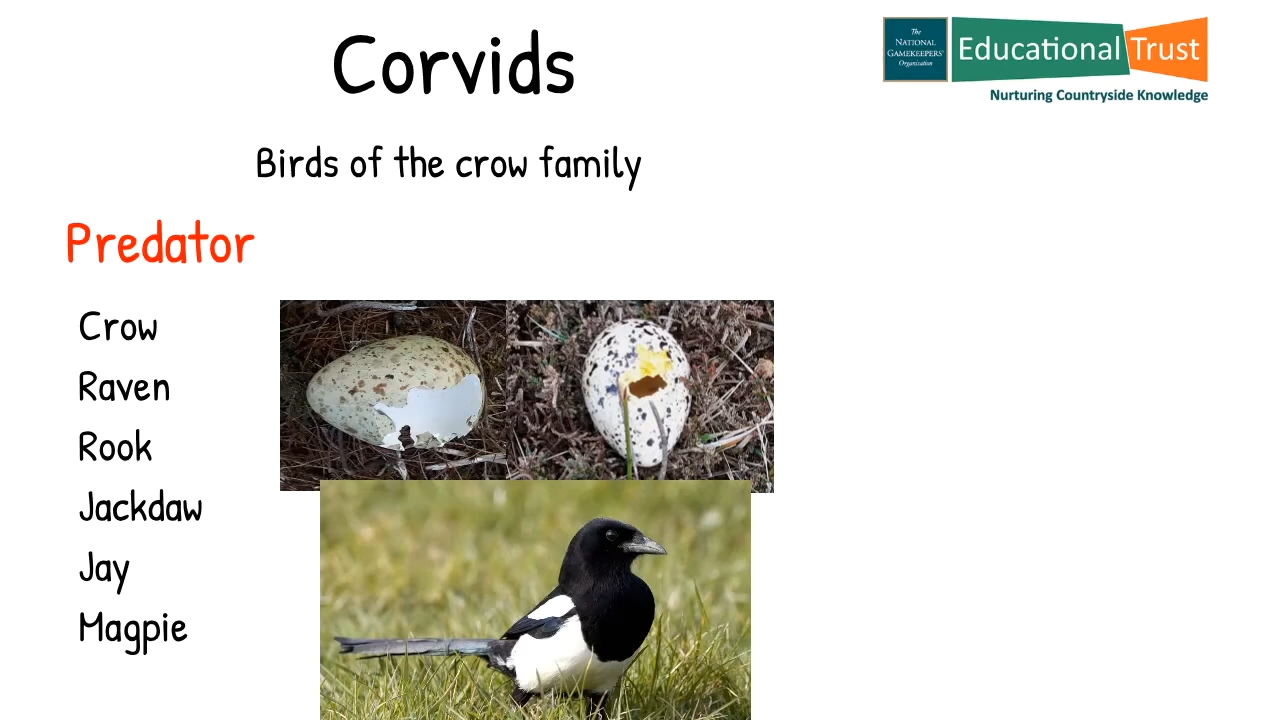 Corvids
The
NATIONAL
GAMEKEEPERS'
Organisation
Educational Trust
Nurturing Countryside Knowledge
Birds of the crow family
Predator
Crow
Raven
Rook
Jackdaw
Jay
Magpie